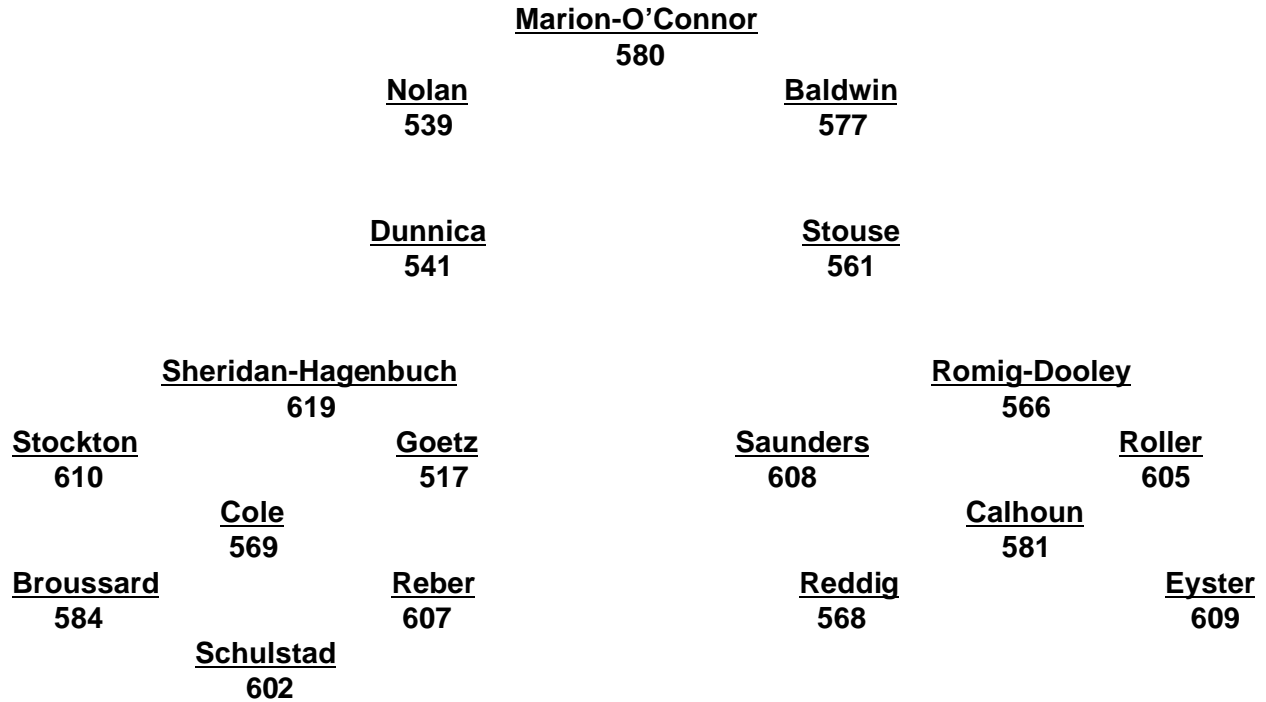 Marion-O’Connor
580
Nolan Baldwin
539 577
Dunnica Stouse
541 561
Sheridan-Hagenbuch Romig-Dooley
619 566
Stockton Goetz Saunders Roller
610 517 608 605
Cole Calhoun
569 581
Broussard Reber Reddig Eyster
584 607 568 609
Schulstad
602